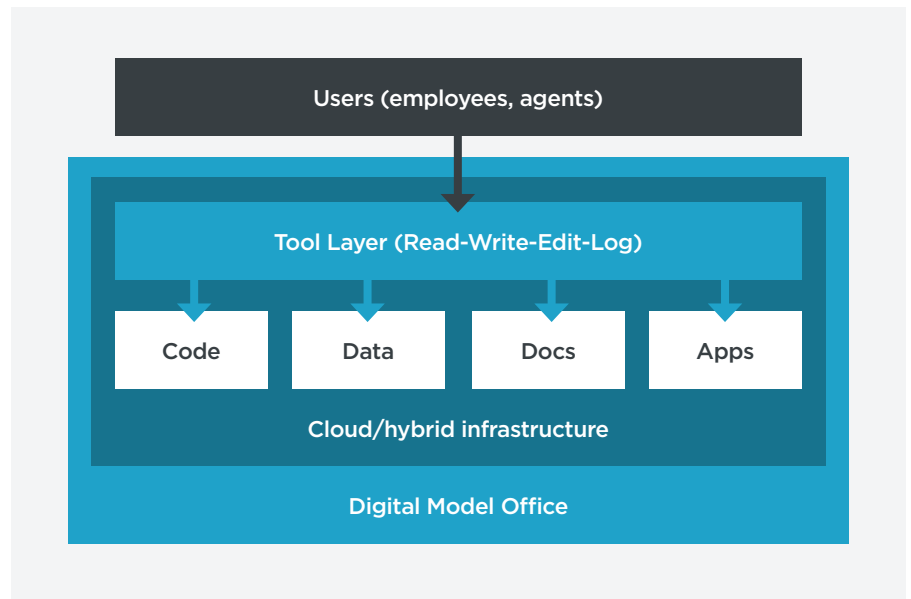 Users (employees, agents)
Tool Layer (Read-Write-Edit-Log)
Code
Data
Docs
Apps
Cloud/hybrid infrastructure
Digital Model Office